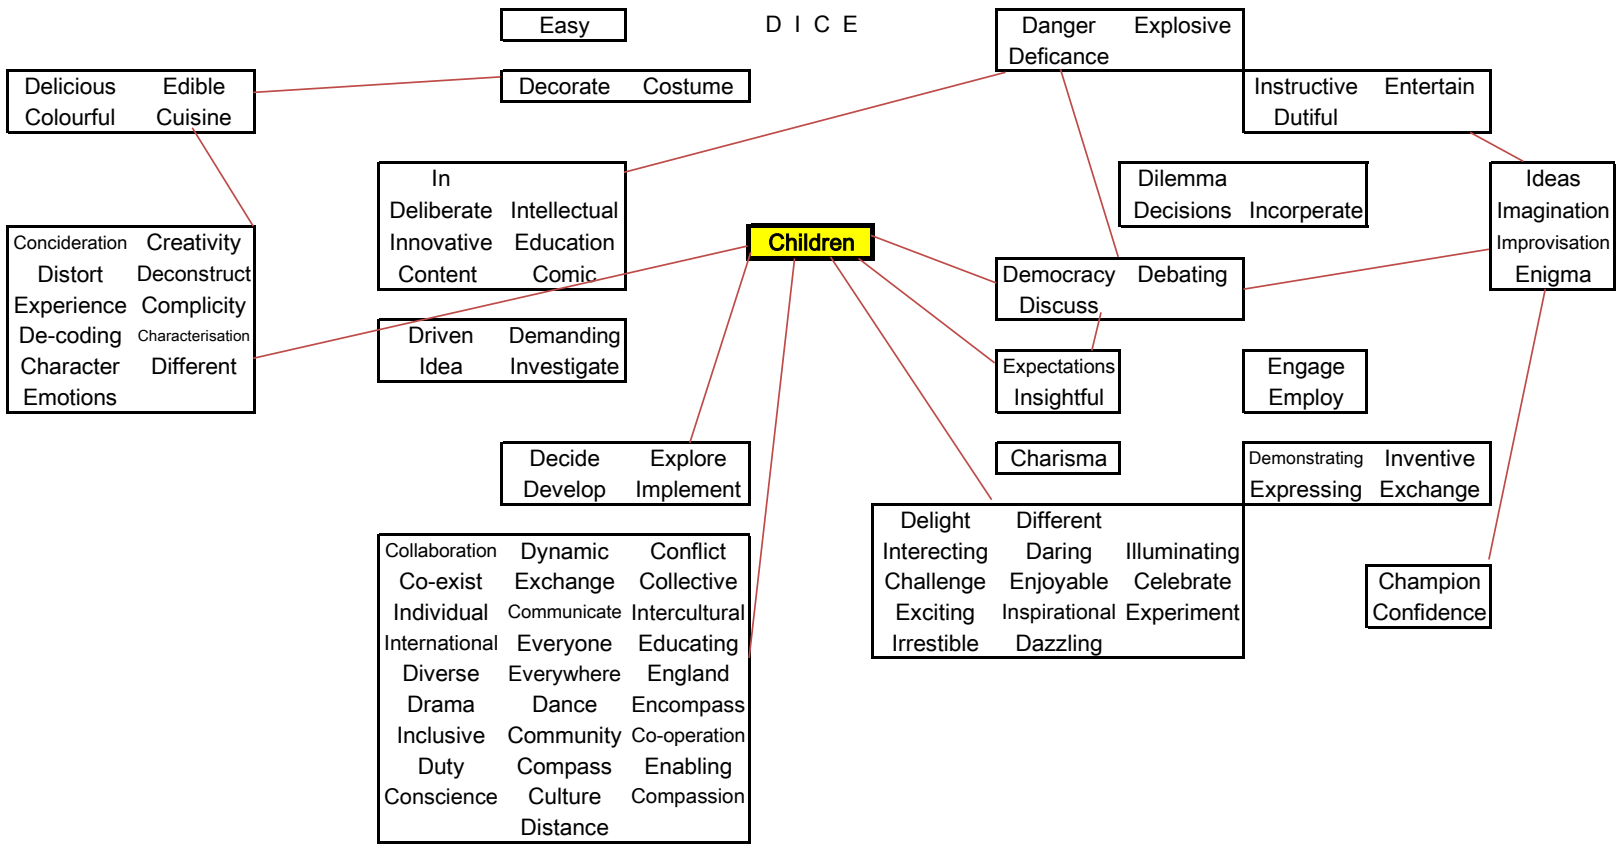 D I C E
Easy
Danger Explosive
Deficance
Delicious Edible
Colourful Cuisine
Decorate Costume
Instructive Entertain
Dutiful
In
Deliberate Intellectual
Innovative Education
Content Comic
Dilemma
Decisions Incorperate
Ideas
Imagination
Improvisation
Enigma
Concideration Creativity
Distort Deconstruct
Experience Complicity
De-coding Characterisation
Character Different
Emotions
Children
Democracy Debating
Discuss
Driven Demanding
Idea Investigate
Expectations
Insightful
Engage
Employ
Decide Explore
Develop Implement
Charisma
Demonstrating Inventive
Expressing Exchange
Delight Different
Interecting Daring Illuminating
Challenge Enjoyable Celebrate
Exciting Inspirational Experiment
Irrestible Dazzling
Champion
Confidence
Collaboration Dynamic Conflict
Co-exist Exchange Collective
Individual Communicate Intercultural
International Everyone Educating
Diverse Everywhere England
Drama Dance Encompass
Inclusive Community Co-operation
Duty Compass Enabling
Conscience Culture Compassion
Distance